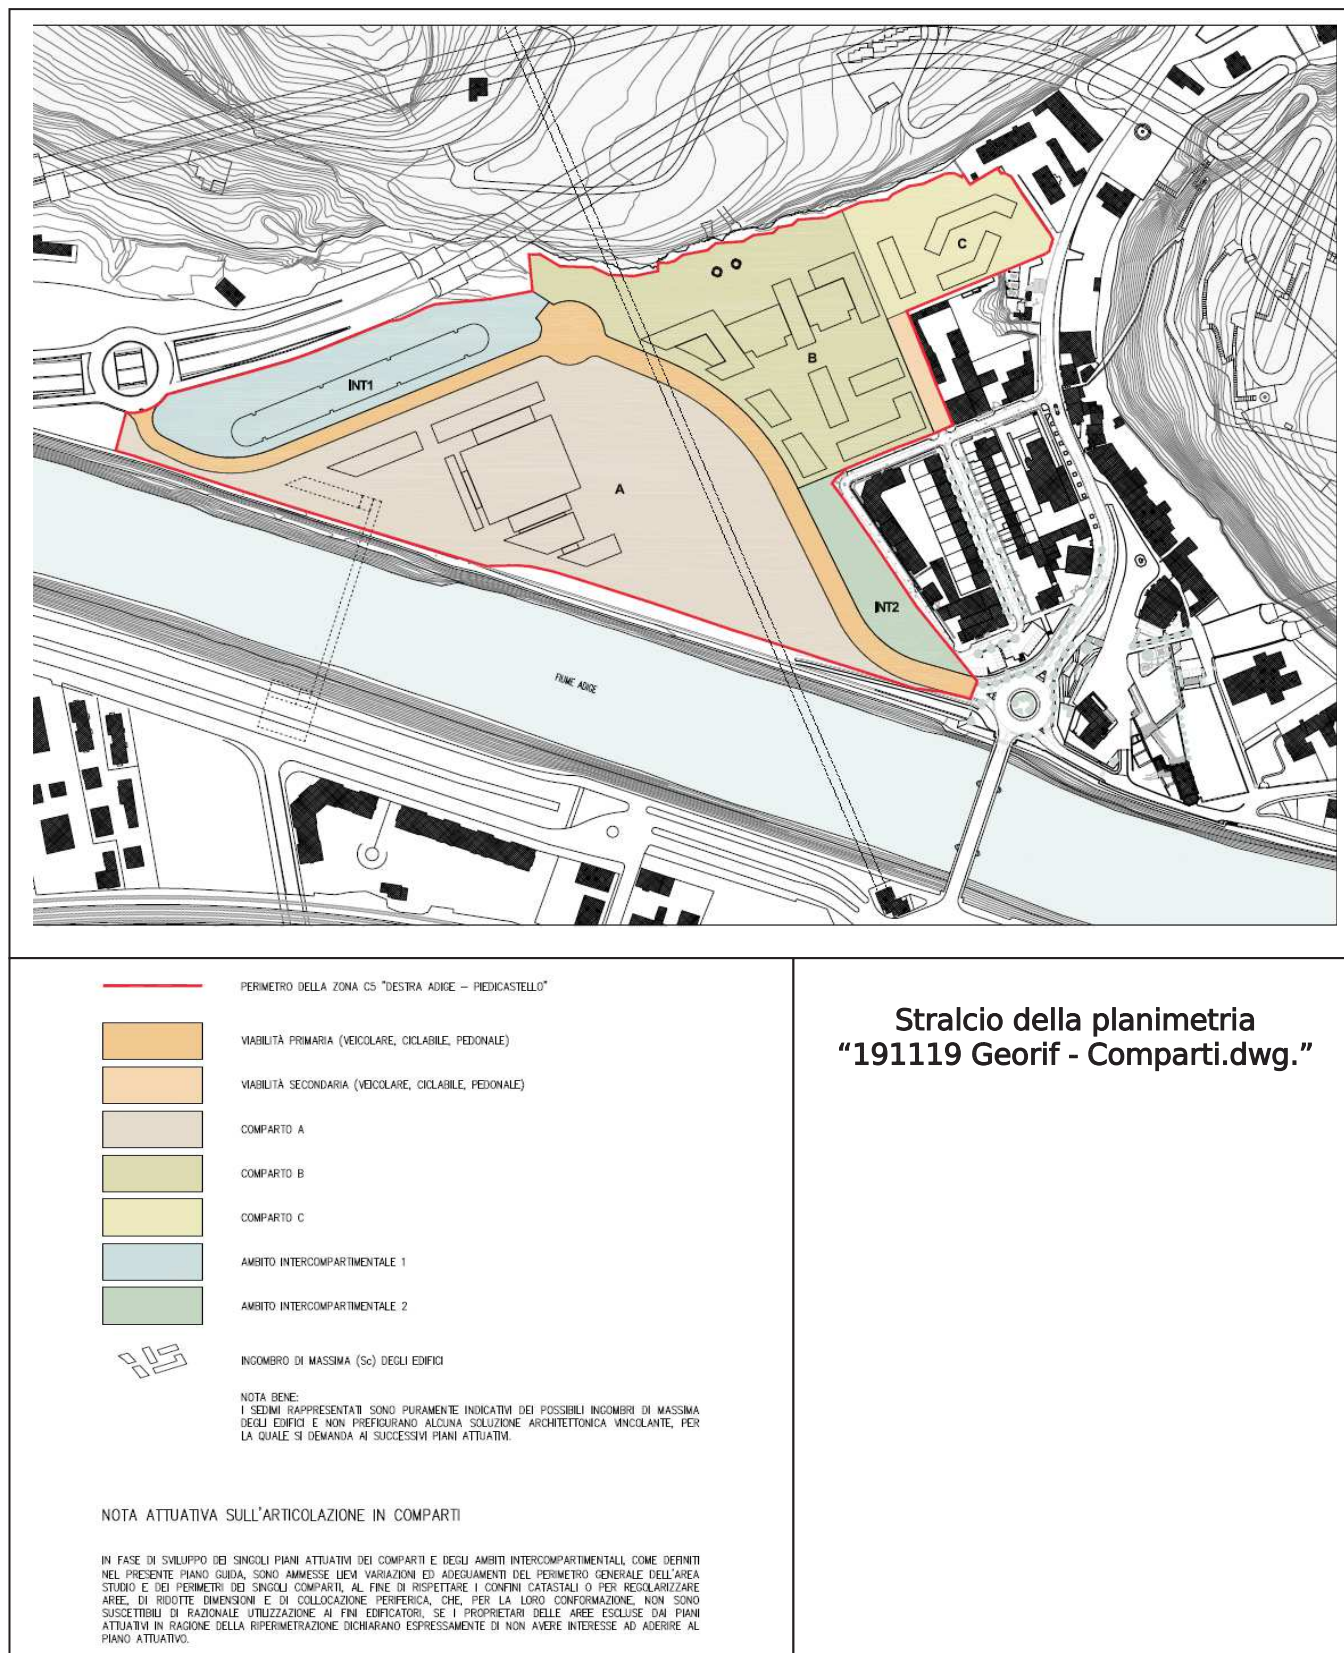 C
B
INT1
A
INT2
FIUME ADIGE
PERIMETRO DELLA ZONA C5 "DESTRA ADIGE – PIEDICASTELLO"
VIABILITÀ PRIMARIA (VEICOLARE, CICLABILE, PEDONALE)
VIABILITÀ SECONDARIA (VEICOLARE, CICLABILE, PEDONALE)
COMPARTO A
COMPARTO B
COMPARTO C
AMBITO INTERCOMPARTIMENTALE 1
AMBITO INTERCOMPARTIMENTALE 2
INGOMBRO DI MASSIMA (Sc) DEGLI EDIFICI
NOTA BENE:
I SEDIMI RAPPRESENTATI SONO PURAMENTE INDICATIVI DEI POSSIBILI INGOMBRI DI MASSIMA
DEGLI EDIFICI E NON PREFIGURANO ALCUNA SOLUZIONE ARCHITETTONICA VINCOLANTE, PER
LA QUALE SI DEMANDA AI SUCCESSIVI PIANI ATTUATIVI.
NOTA ATTUATIVA SULL'ARTICOLAZIONE IN COMPARTI
IN FASE DI SVILUPPO DEI SINGOLI PIANI ATTUATIVI DEI COMPARTI E DEGLI AMBITI INTERCOMPARTIMENTALI, COME DEFINITI
NEL PRESENTE PIANO GUIDA, SONO AMMESSE LIEVI VARIAZIONI ED ADEGUAMENTI DEL PERIMETRO GENERALE DELL'AREA
STUDIO E DEI PERIMETRI DEI SINGOLI COMPARTI, AL FINE DI RISPETTARE I CONFINI CATASTALI O PER REGOLARIZZARE
AREE, DI RIDOTTE DIMENSIONI E DI COLLOCAZIONE PERIFERICA, CHE, PER LA LORO CONFORMAZIONE, NON SONO
SUSCETTIBILI DI RAZIONALE UTILIZZAZIONE AI FINI EDIFICATORI, SE I PROPRIETARI DELLE AREE ESCLUSE DAI PIANI
ATTUATIVI IN RAGIONE DELLA RIPERIMETRAZIONE DICHIARANO ESPRESSAMENTE DI NON AVERE INTERESSE AD ADERIRE AL
PIANO ATTUATIVO.
Stralcio della planimetria
“191119 Georif - Comparti.dwg.”